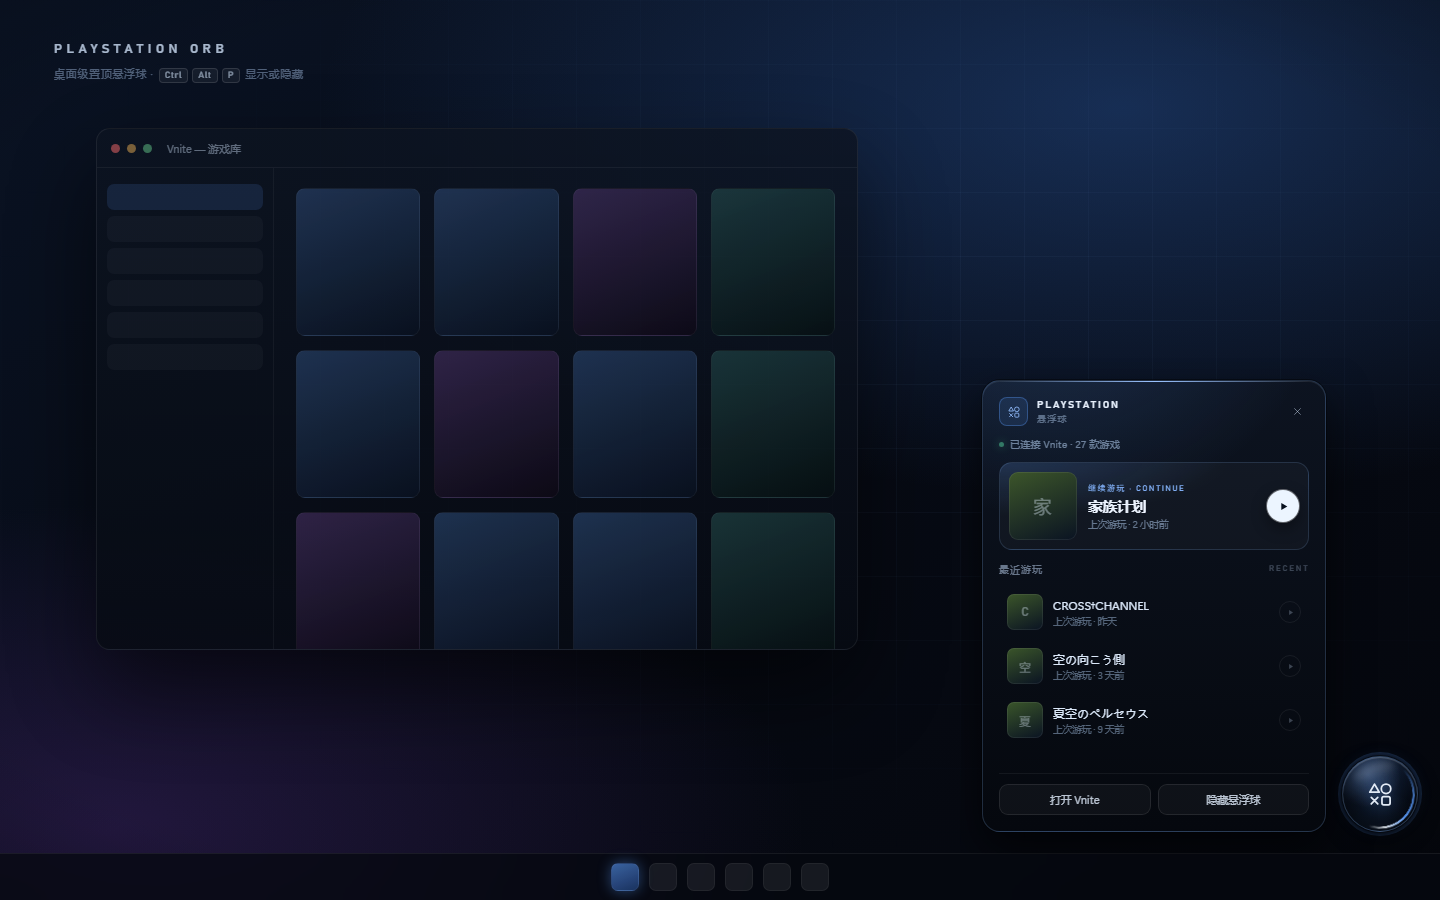 PLAYSTATION ORB
桌面级置顶悬浮球 · Ctrl Alt P 显示或隐藏
Vnite — 游戏库
PLAYSTATION
悬浮球
已连接 Vnite · 27 款游戏
家
继续游玩 · CONTINUE
家族计划
上次游玩 · 2 小时前
最近游玩 RECENT
C
CROSS†CHANNEL
上次游玩 · 昨天
空
空の向こう側
上次游玩 · 3 天前
夏
夏空のペルセウス
上次游玩 · 9 天前
打开 Vnite 隐藏悬浮球